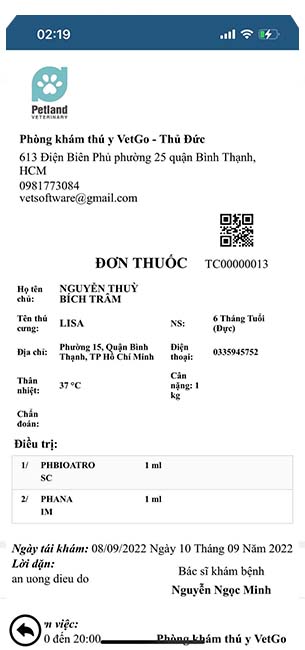 02:19
Petland
VETERINARY
Phòng khám thú y VetGo - Thủ Đức
613 Điện Biên Phủ phường 25 quận Bình Thạnh,
HCM
0981773084
vetsoftware@gmail.com
ĐƠN THUỐC TC00000013
Họ tên chủ: NGUYỄN THUỲ BÍCH TRÂM
Tên thú cưng: LISA NS: 6 Tháng Tuổi (Đực)
Địa chỉ: Phường 15, Quận Bình Thạnh, TP Hồ Chí Minh Điện thoại: 0335945752
Thân nhiệt: 37 °C Cân nặng: 1 kg
Chẩn đoán:
Điều trị:
1/ PHBIOATRO 1 ml
SC
2/ PHANA 1 ml
IM
Ngày tái khám: 08/09/2022 Ngày 10 Tháng 09 Năm 2022
Lời dặn: Bác sĩ khám bệnh
an uong dieu do
Nguyễn Ngọc Minh
việc:
0 đến 20:00 Phòng khám thú y VetGo